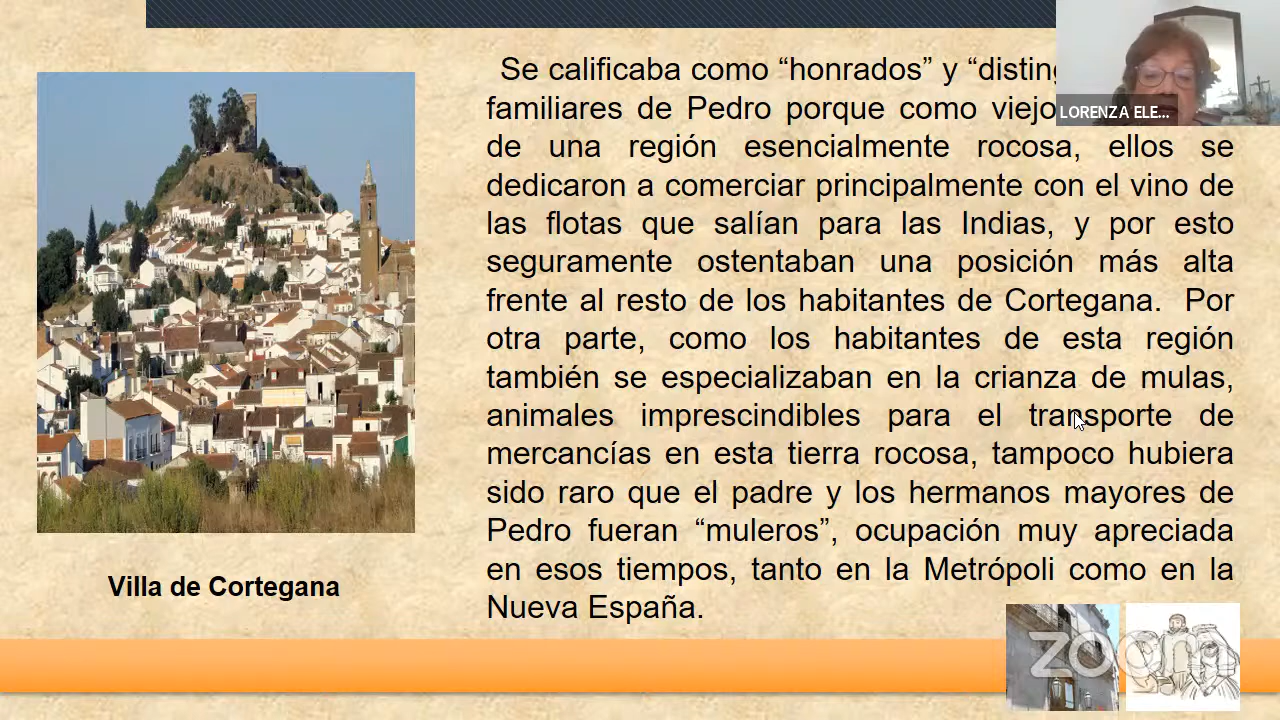 Se calificaba como “honrados” y
familiares de Pedro porque como
de una región esencialmente rocosa, ellos se
dedicaron a comerciar principalmente con el vino de
las flotas que salían para las Indias, y por esto
seguramente ostentaban una posición más alta
frente al resto de los habitantes de Cortegana. Por
otra parte, como los habitantes de esta región
también se especializaban en la crianza de mulas,
animales imprescindibles para el transporte de
mercancías en esta tierra rocosa, tampoco hubiera
sido raro que el padre y los hermanos mayores de
Pedro fueran “muleros”, ocupación muy apreciada
en esos tiempos, tanto en la Metrópoli como en la
Nueva España.
Villa de Cortegana
LORENZA ELE...
zoom